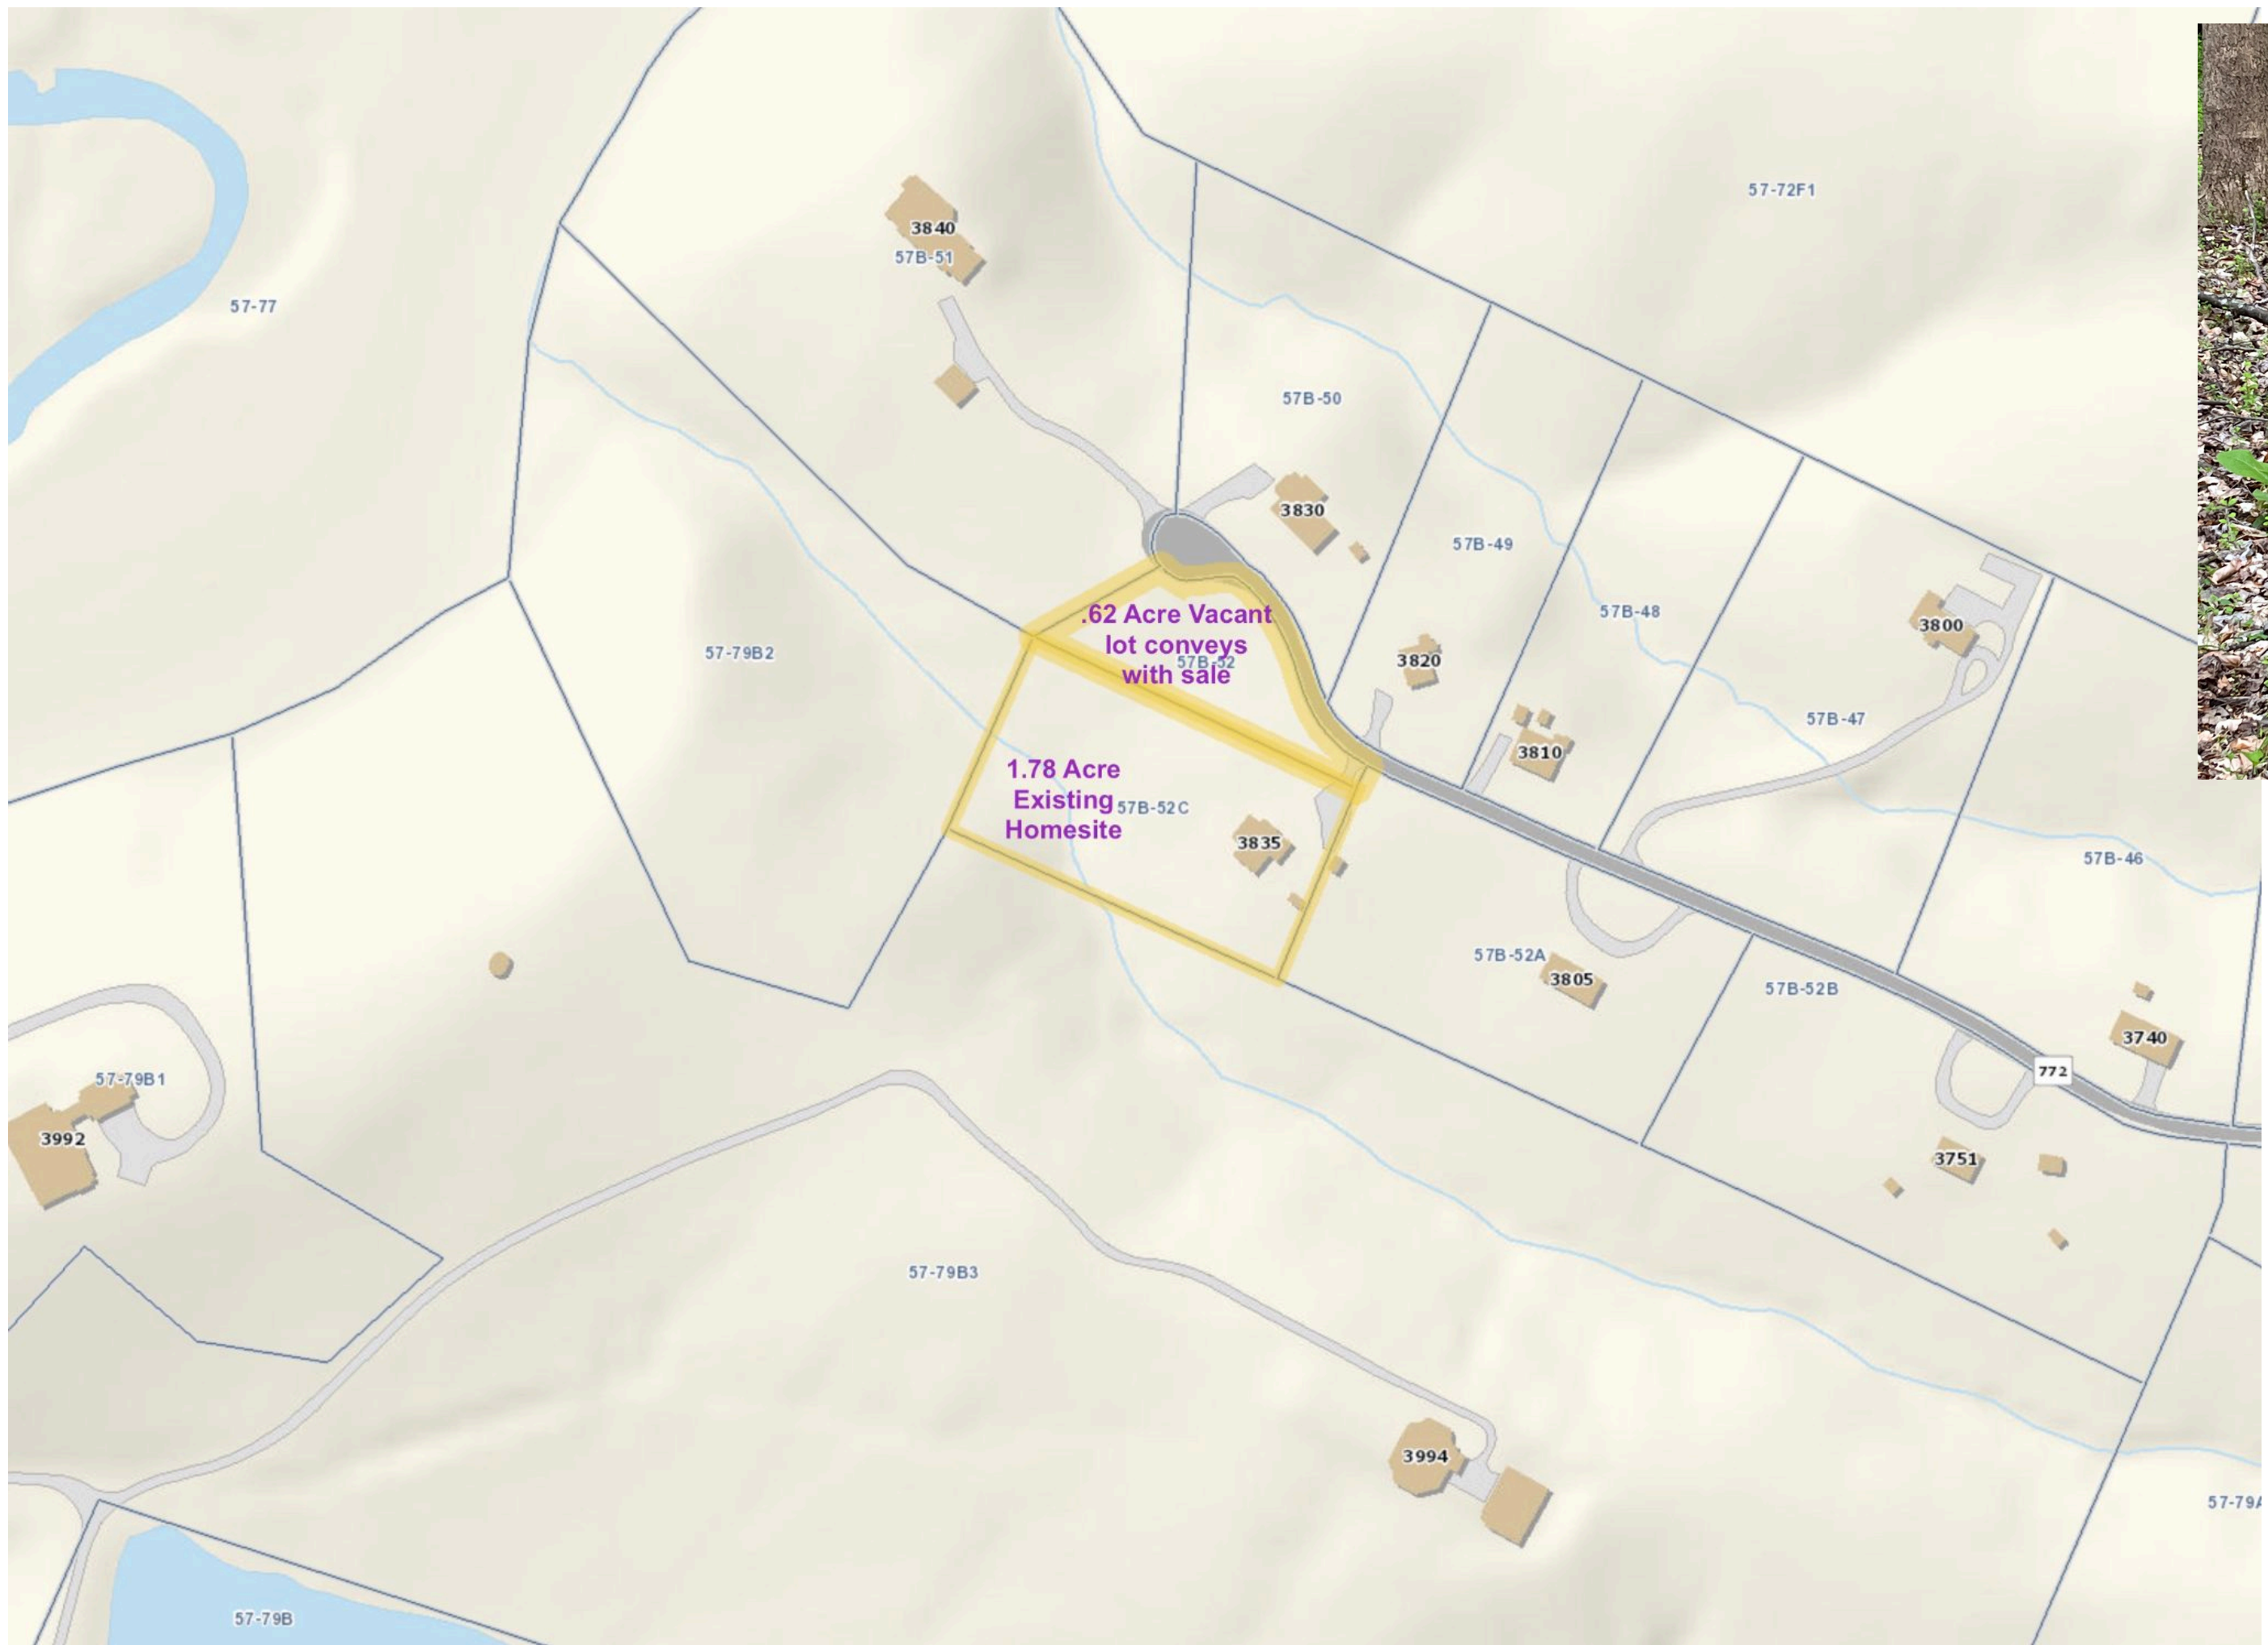 57-72F1
3840
57B-51
57-77
57B-50
3830
57B-49
57B-48
.62 Acre Vacant
lot conveys
57B-52
with sale
57-79B2
3820
3800
57B-47
3810
1.78 Acre
Existing
57B-52C
Homesite
3835
57B-46
57B-52A
3805
57B-52B
3740
772
57-79B1
3992
3751
57-79B3
3994
57-79A
57-79B